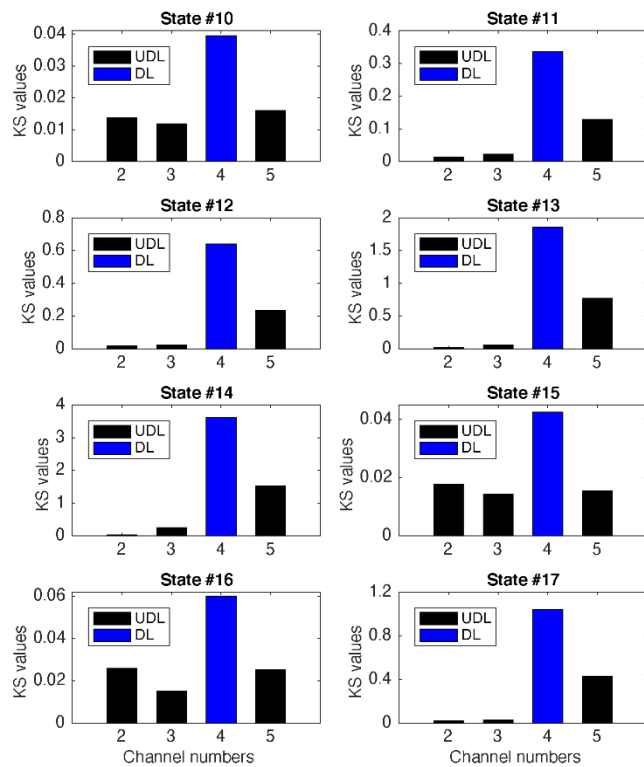 State #10
KS values
0.04
0.03
0.02
0.01
0
UDL
DL
2 3 4 5
State #11
KS values
0.4
0.3
0.2
0.1
0
UDL
DL
2 3 4 5
State #12
KS values
0.8
0.6
0.4
0.2
0
UDL
DL
2 3 4 5
State #13
KS values
2
1.5
1
0.5
0
UDL
DL
2 3 4 5
State #14
KS values
4
3
2
1
0
UDL
DL
2 3 4 5
State #15
KS values
0.04
0.02
0
UDL
DL
2 3 4 5
State #16
KS values
0.06
0.04
0.02
0
UDL
DL
2 3 4 5
Channel numbers
State #17
KS values
1.2
0.8
0.4
0
UDL
DL
2 3 4 5
Channel numbers